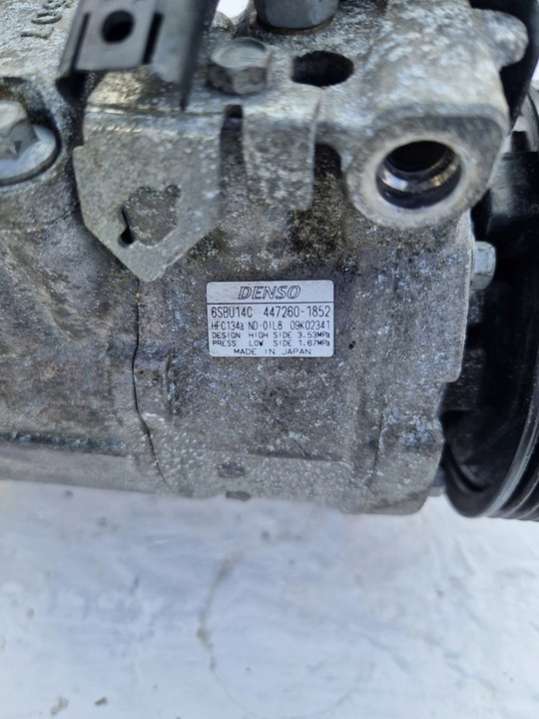 DENSO
6SBU14C 447260-1852
HFC134a ND-OIL8 09K02341
DESIGN HIGH SIDE 3.53MPa
PRESS LOW SIDE 1.67MPa
MADE IN JAPAN